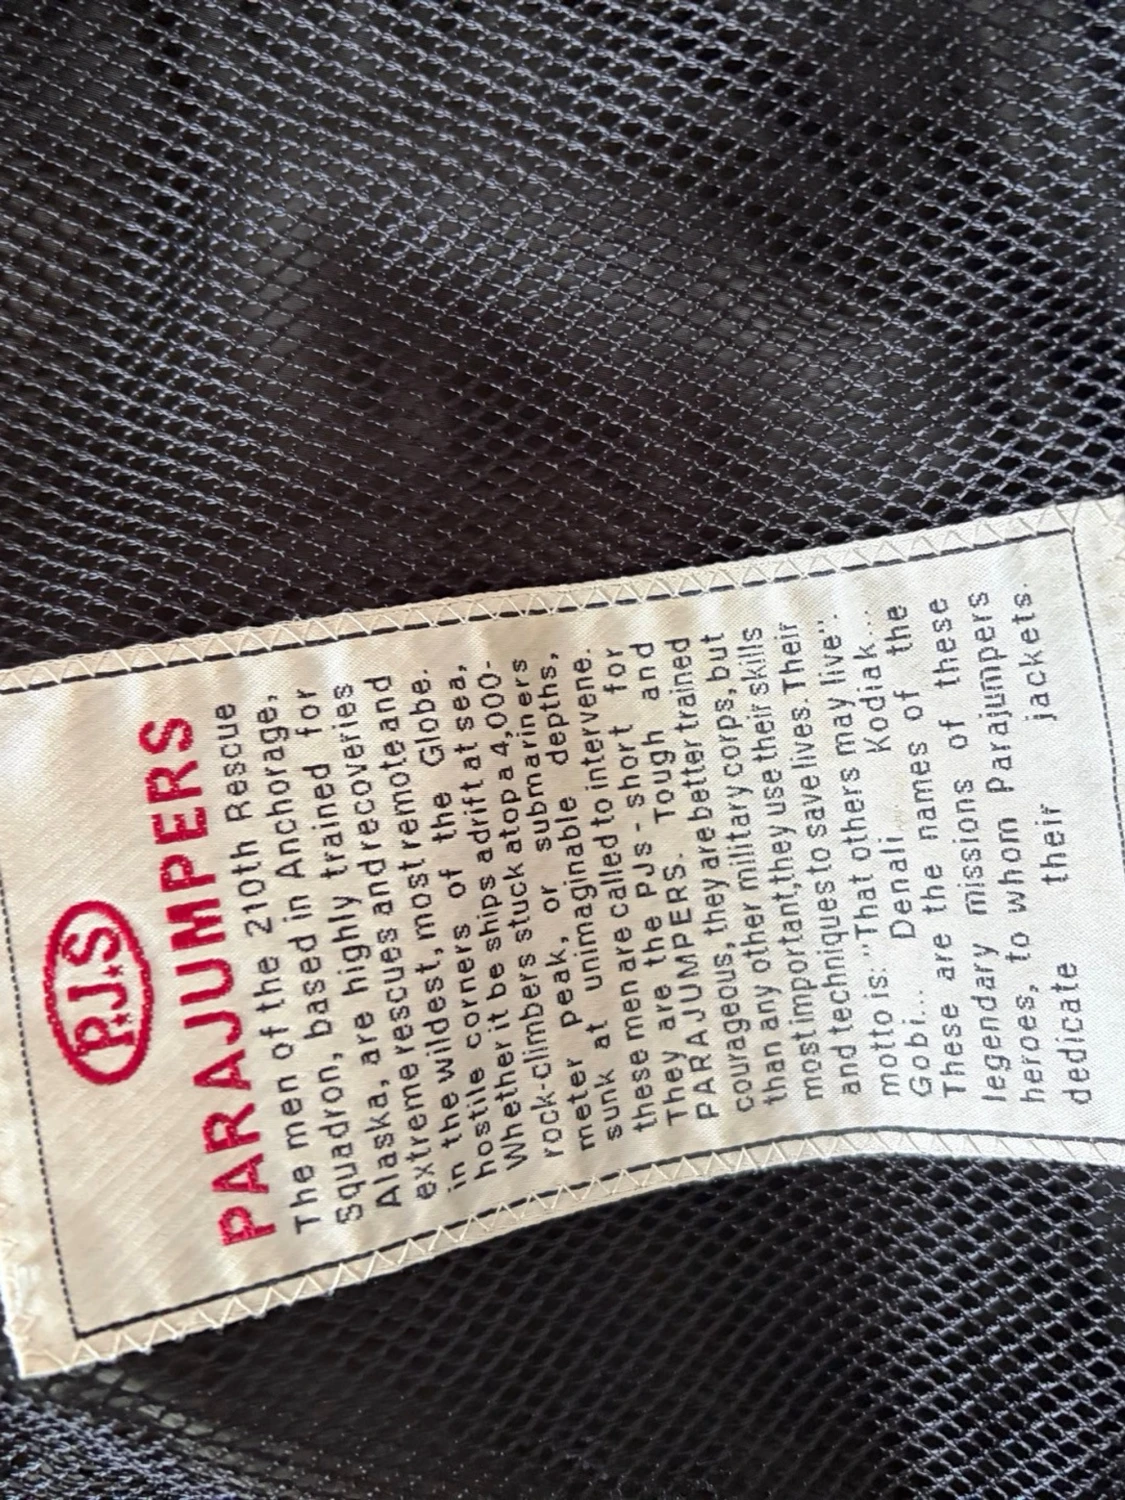 P.J.S
PARAJUMPERS
The men of the 210th Rescue
Squadron, based in Anchorage,
Alaska, are highly trained for
extreme rescues and recoveries
in the wildest, most remote and
hostile corners of the Globe.
Whether it be ships adrift at sea,
rock-climbers stuck atop a 4,000-
meter peak, or submariners
sunk at unimaginable depths,
these men are called to intervene.
They are the PJs - short for
PARAJUMPERS. Tough and
courageous, they are better trained
than any other military corps, but
most important, they use their skills
and techniques to save lives. Their
motto is: "That others may live".
Gobi... Denali... Kodiak...
These are the names of the
legendary missions of these
heroes, to whom Parajumpers
dedicate their jackets.